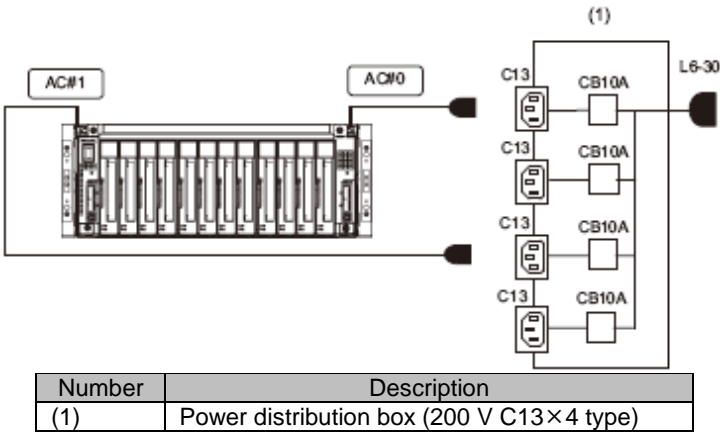 (1)
L6-30
C13
CB10A
AC#1
AC#0
C13
CB10A
C13
CB10A
C13
CB10A
Number Description
(1) Power distribution box (200 V C13×4 type)